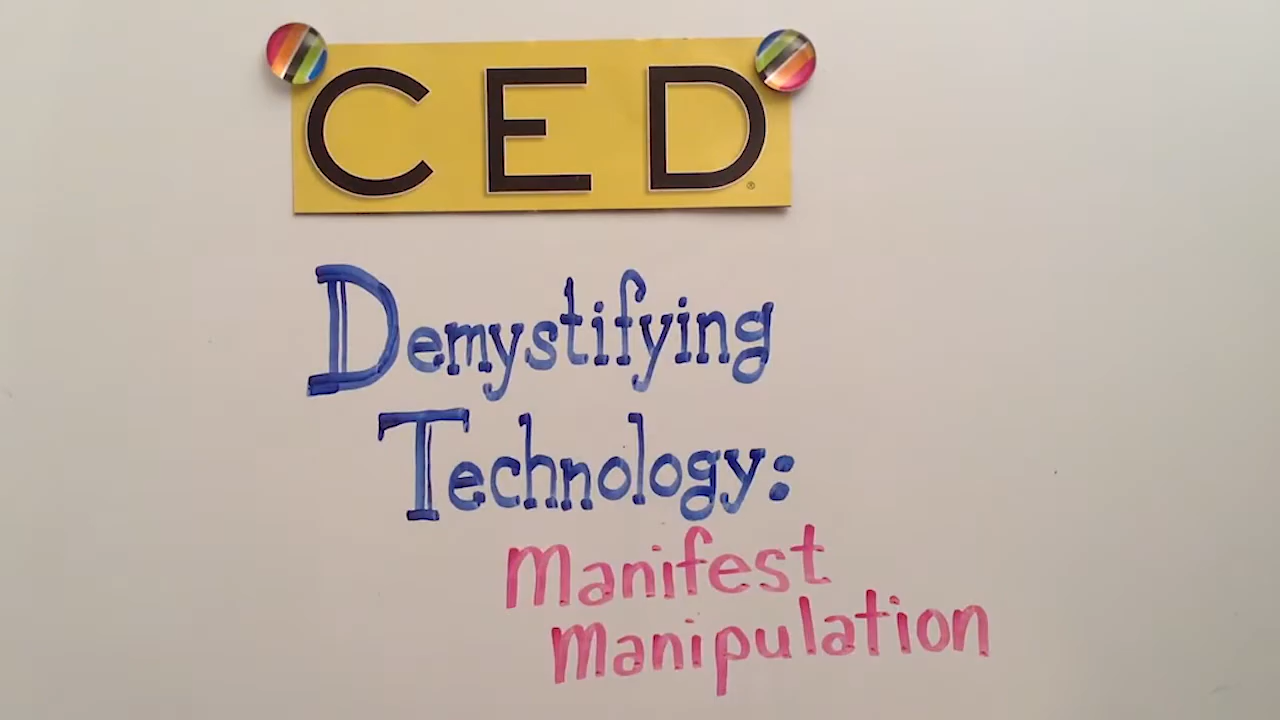 CED®
Demystifying
Technology:
Manifest
Manipulation